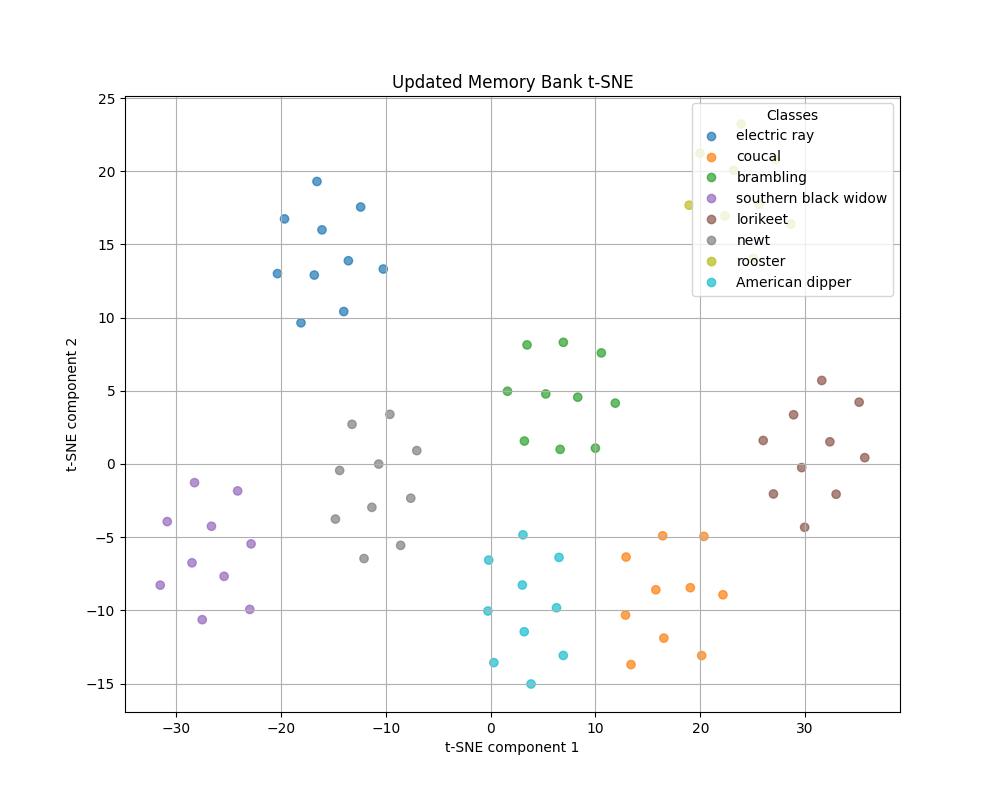 Updated Memory Bank t-SNE
Classes
electric ray
coucal
brambling
southern black widow
lorikeet
newt
rooster
American dipper
25
20
15
10
5
0
−5
−10
−15
t-SNE component 2
−30 −20 −10 0 10 20 30
t-SNE component 1